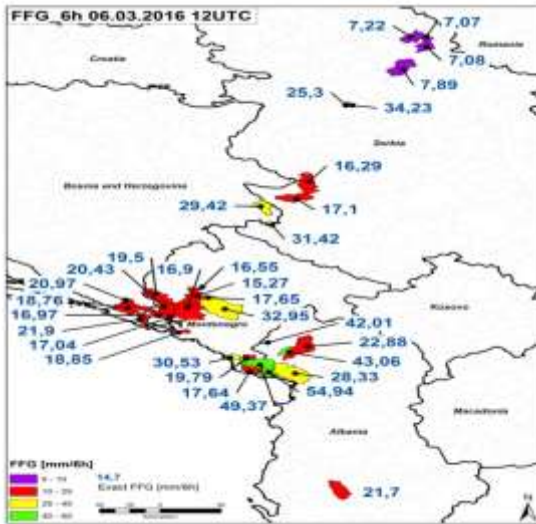 FFG_6h 06.03.2016 12UTC
7,22
7,07
Romania
Croatia
7,08
7,89
25,3
34,23
Serbia
16,29
Bosnia and Herzegovina
29,42
17,1
31,42
19,5
16,9
16,55
20,43
15,27
20,97
17,65
Kosovo
18,76
32,95
16,97
Montenegro
42,01
21,9
22,88
17,04
43,06
18,85
30,53
28,33
19,79
54,94
17,64
Macedonia
49,37
Albania
FFG [mm/6h]
14,7
Exact FFG [mm/6h]
21,7
N